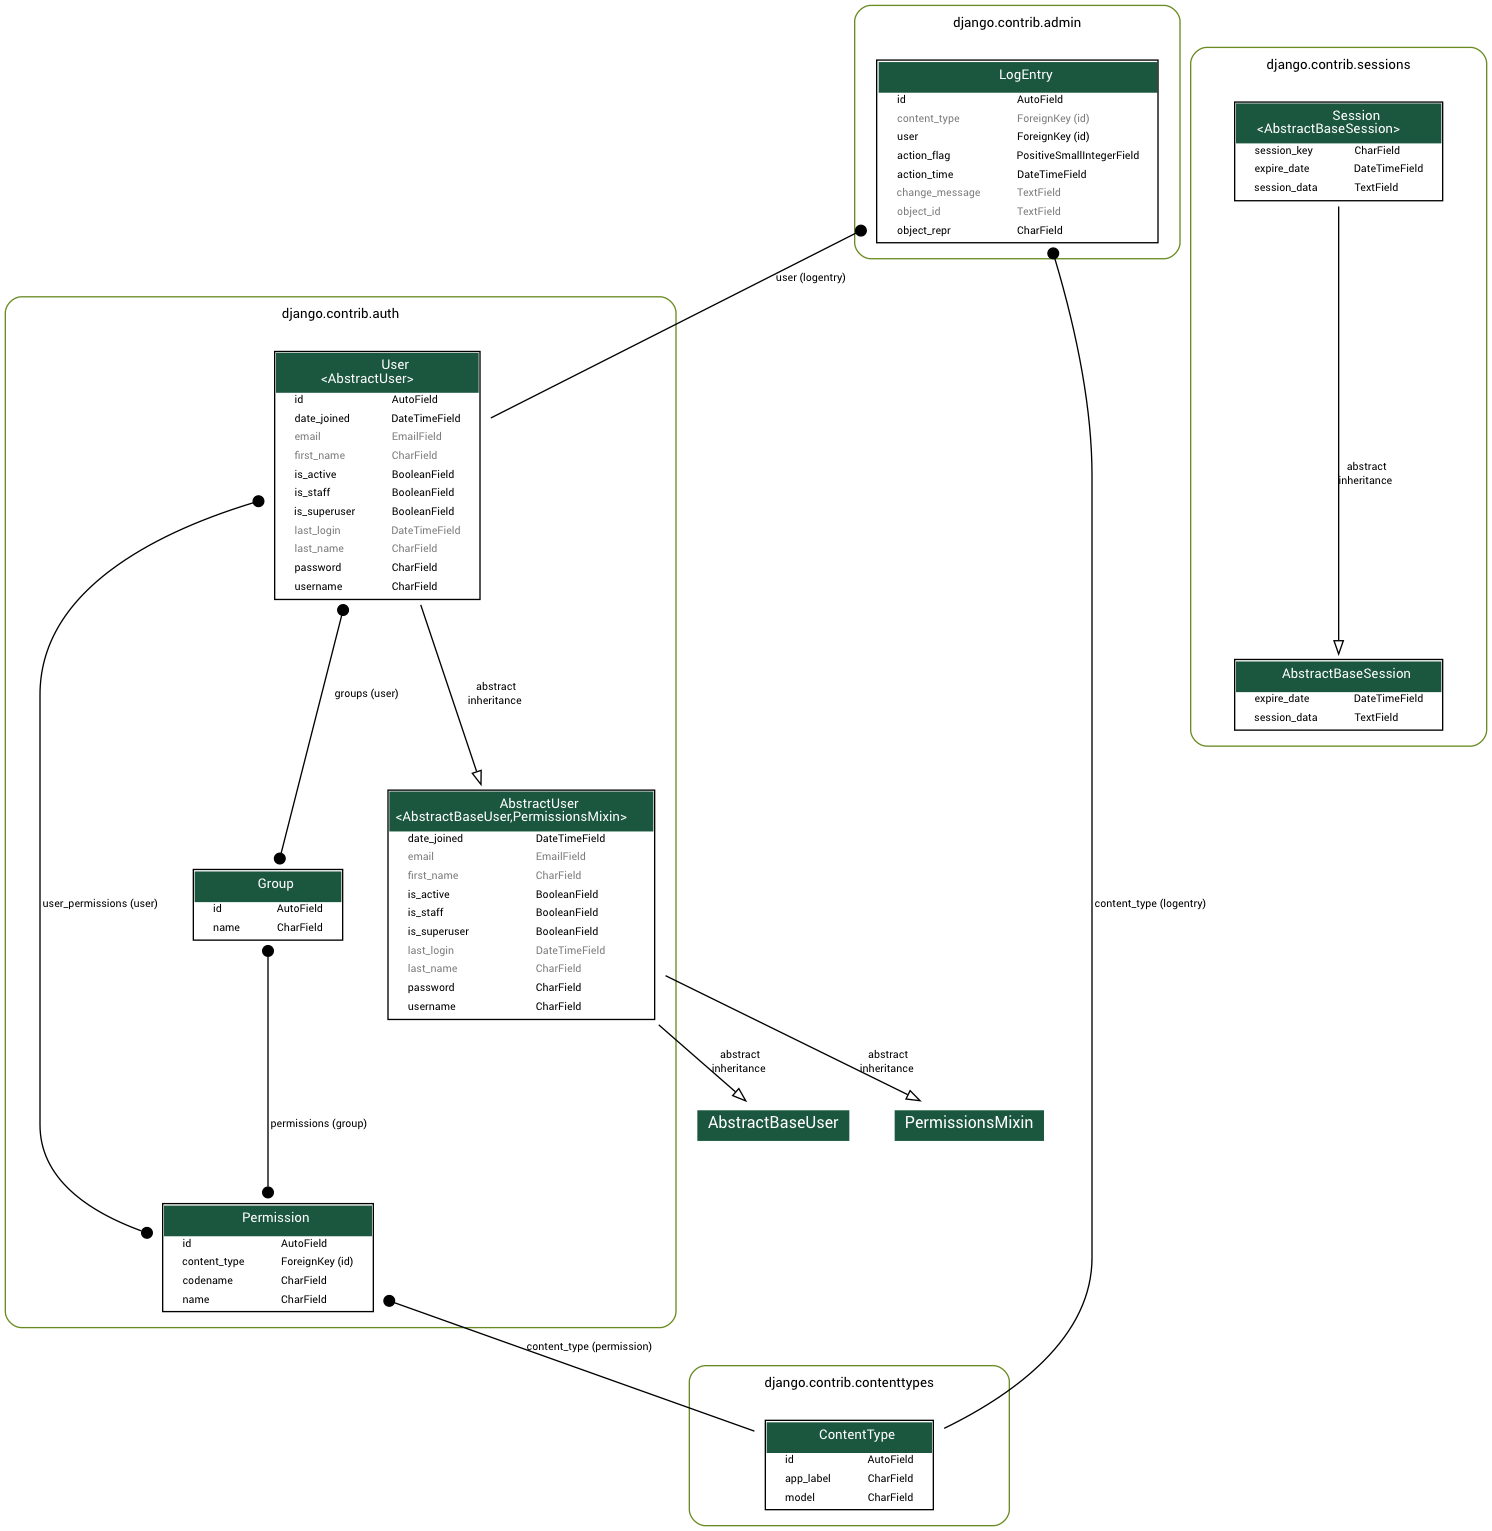 django.contrib.admin
LogEntry
id AutoField
content_type ForeignKey (id)
user ForeignKey (id)
action_flag PositiveSmallIntegerField
action_time DateTimeField
change_message TextField
object_id TextField
object_repr CharField
django.contrib.sessions
Session
<AbstractBaseSession>
session_key CharField
expire_date DateTimeField
session_data TextField
user (logentry)
django.contrib.auth
User
<AbstractUser>
id AutoField
date_joined DateTimeField
email EmailField
first_name CharField
is_active BooleanField
is_staff BooleanField
is_superuser BooleanField
last_login DateTimeField
last_name CharField
password CharField
username CharField
abstract
inheritance
groups (user)
abstract
inheritance
AbstractBaseSession
expire_date DateTimeField
session_data TextField
AbstractUser
<AbstractBaseUser,PermissionsMixin>
date_joined DateTimeField
email EmailField
first_name CharField
is_active BooleanField
is_staff BooleanField
is_superuser BooleanField
last_login DateTimeField
last_name CharField
password CharField
username CharField
user_permissions (user)
Group
id AutoField
name CharField
content_type (logentry)
abstract
inheritance
abstract
inheritance
AbstractBaseUser
PermissionsMixin
permissions (group)
Permission
id AutoField
content_type ForeignKey (id)
codename CharField
name CharField
content_type (permission)
django.contrib.contenttypes
ContentType
id AutoField
app_label CharField
model CharField